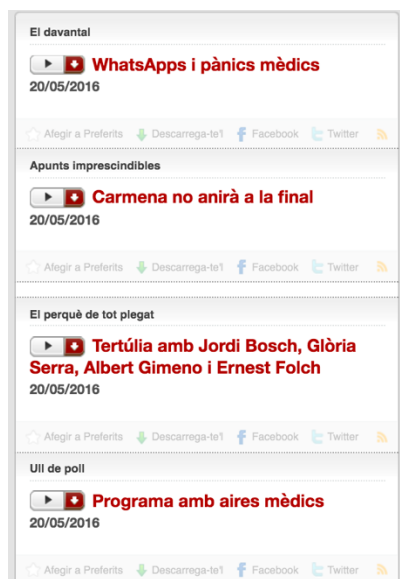 El davantal
WhatsApps i pànics mèdics
20/05/2016
Afegir a Preferits Descarrega-te'l Facebook Twitter
Apunts imprescindibles
Carmena no anirà a la final
20/05/2016
Afegir a Preferits Descarrega-te'l Facebook Twitter
El perquè de tot plegat
Tertúlia amb Jordi Bosch, Glòria
Serra, Albert Gimeno i Ernest Folch
20/05/2016
Afegir a Preferits Descarrega-te'l Facebook Twitter
Ull de poll
Programa amb aires mèdics
20/05/2016
Afegir a Preferits Descarrega-te'l Facebook Twitter